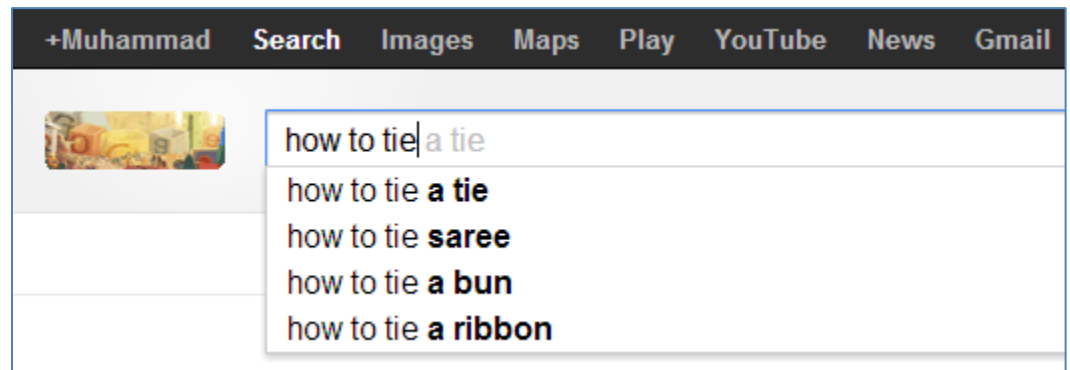 +Muhammad Search Images Maps Play YouTube News Gmail
how to tie a tie
how to tie a tie
how to tie saree
how to tie a bun
how to tie a ribbon